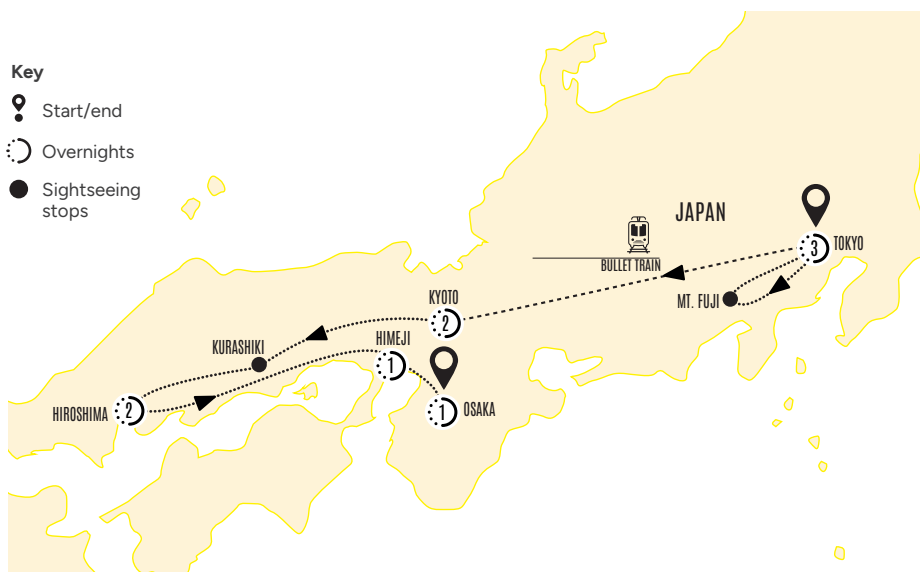 Key
Start/end
Overnights
Sightseeing
stops
JAPAN
3
TOKYO
BULLET TRAIN
MT. FUJI
KYOTO
2
HIMEJI
1
KURASHIKI
HIROSHIMA
2
1
OSAKA